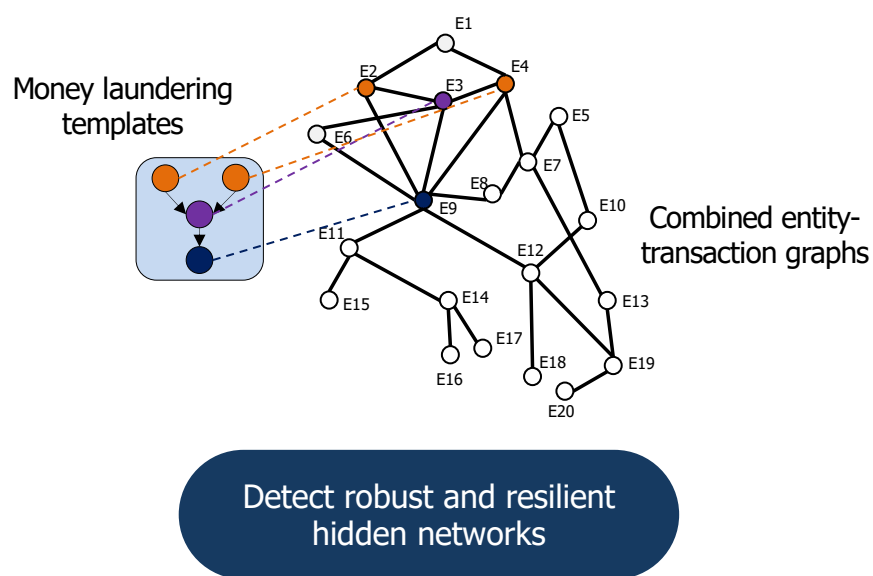 E1
E2
E3
E4
Money laundering
templates
E5
E6
E7
E8
E9
E10
Combined entity-
transaction graphs
E11
E12
E13
E14
E15
E17
E16
E18
E19
E20
Detect robust and resilient
hidden networks